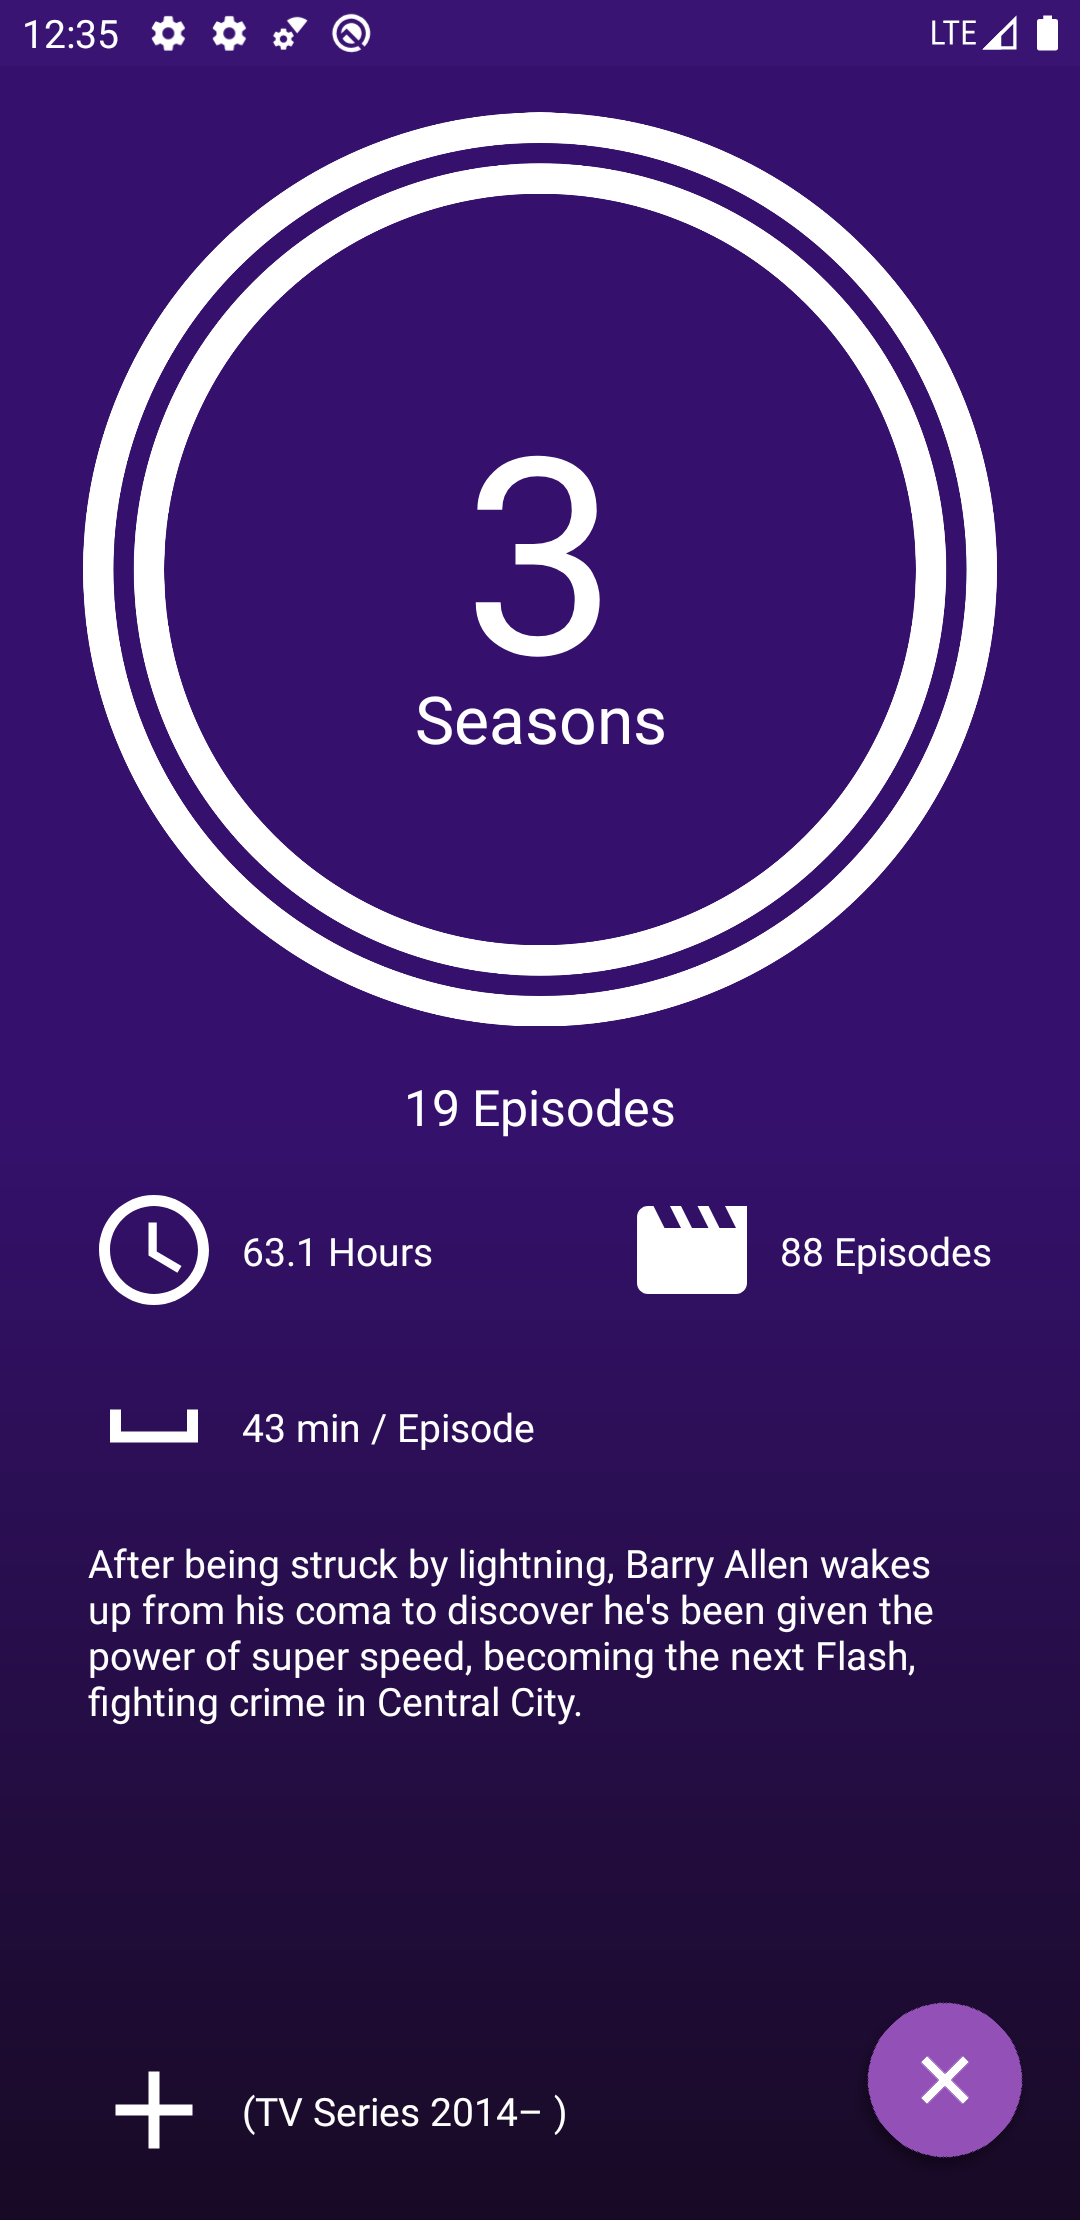 12:35
LTE
3
Seasons
19 Episodes
63.1 Hours
88 Episodes
43 min / Episode
After being struck by lightning, Barry Allen wakes
up from his coma to discover he's been given the
power of super speed, becoming the next Flash,
fighting crime in Central City.
(TV Series 2014– )